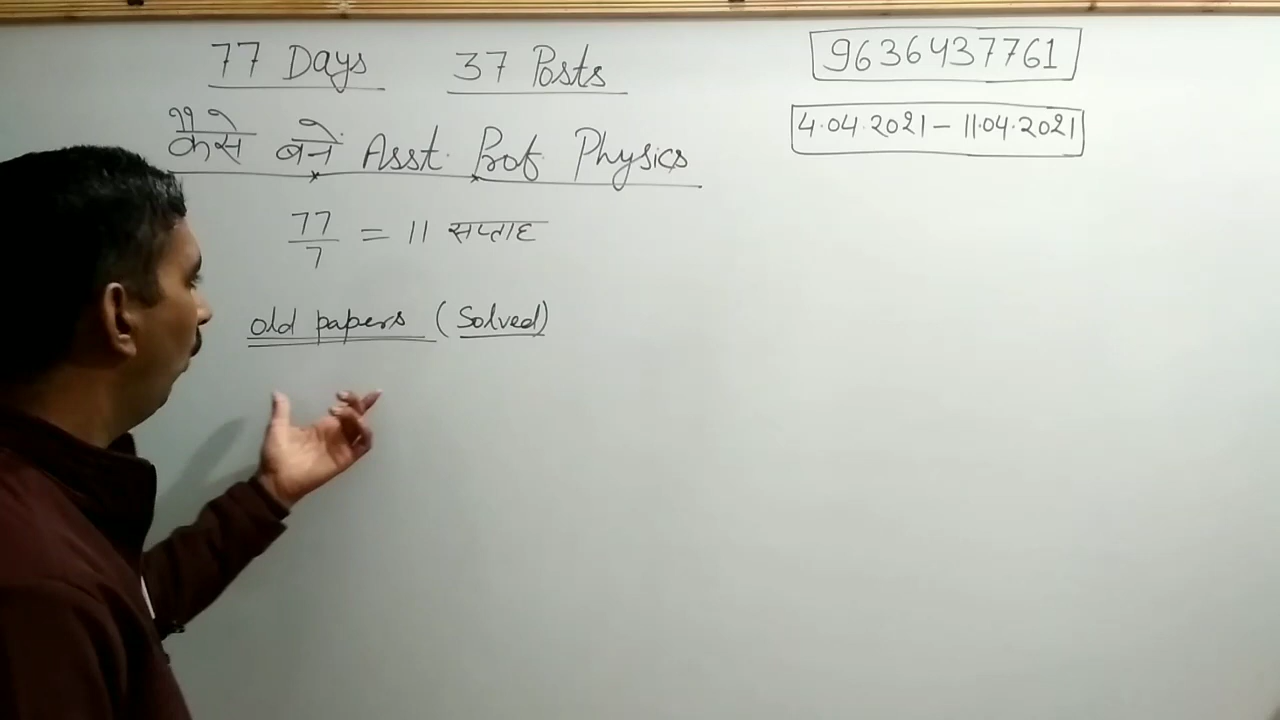 77 Days 37 Posts
कैसे बने Asst. Prof. Physics
77/7 = 11 सप्ताह
old papers (Solved)
9636437761
4.04.2021 - 11.04.2021